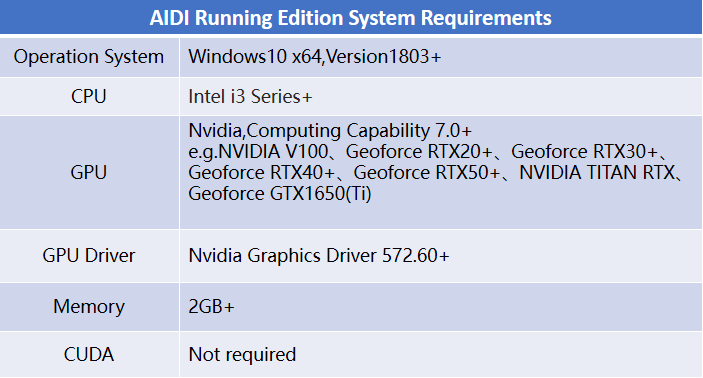 AIDI Running Edition System Requirements
Operation System
Windows10 x64,Version1803+
CPU
Intel i3 Series+
GPU
Nvidia,Computing Capability 7.0+
e.g.NVIDIA V100、Geoforce RTX20+、Geoforce RTX30+、
Geoforce RTX40+、Geoforce RTX50+、NVIDIA TITAN RTX、
Geoforce GTX1650(Ti)
GPU Driver
Nvidia Graphics Driver 572.60+
Memory
2GB+
CUDA
Not required